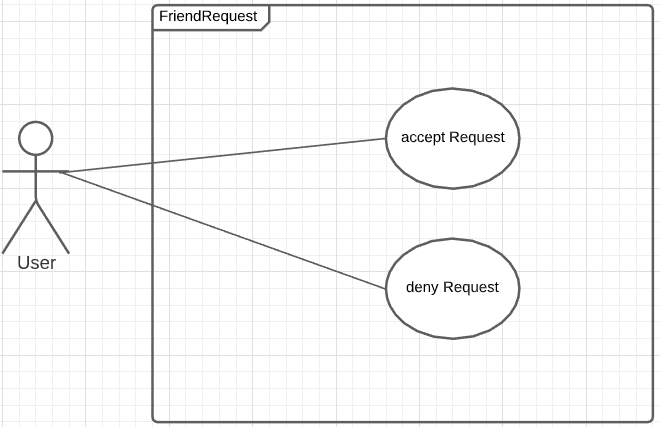 FriendRequest
accept Request
User
deny Request